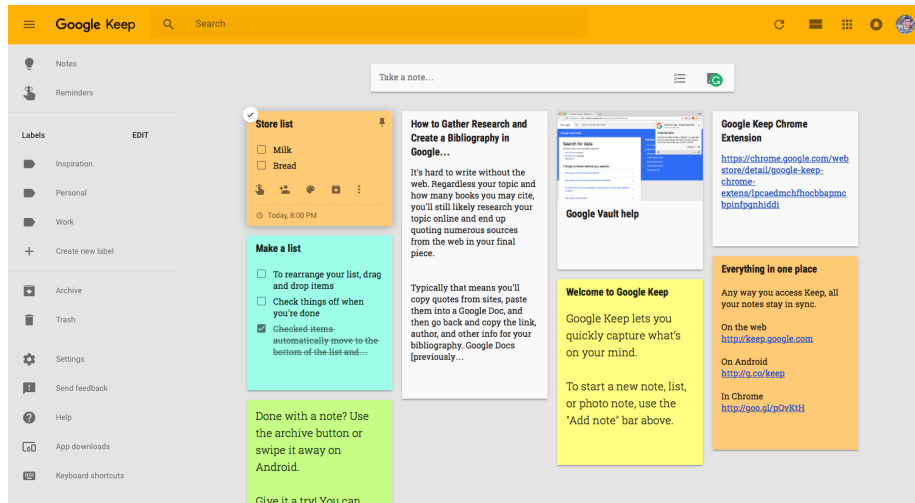 Google Keep
Search
Notes
Reminders
Labels
EDIT
Inspiration
Personal
Work
Create new label
Archive
Trash
Settings
Send feedback
Help
App downloads
Keyboard shortcuts
Take a note...
Store list
Milk
Bread
Today, 8:00 PM
Make a list
To rearrange your list, drag
and drop items
Check things off when
you're done
Checked items
automatically move to the
bottom of the list and...
Done with a note? Use
the archive button or
swipe it away on
Android.
Give it a try! You can
How to Gather Research and
Create a Bibliography in
Google...
It's hard to write without the
web. Regardless your topic and
how many books you may cite,
you'll still likely research your
topic online and end up
quoting numerous sources
from the web in your final
piece.
Typically that means you'll
copy quotes from sites, paste
them into a Google Doc, and
then go back and copy the link,
author, and other info for your
bibliography. Google Docs
[previously...
Search for data
Google Vault help
Welcome to Google Keep
Google Keep lets you
quickly capture what's
on your mind.
To start a new note, list,
or photo note, use the
"Add note" bar above.
Google Keep Chrome
Extension
https://chrome.google.com/web
store/detail/google-keep-
chrome-
extens/lpcaedmchfhocbbapmc
bpinfpgnhiddi
Everything in one place
Any way you access Keep, all
your notes stay in sync.
On the web
http://keep.google.com
On Android
http://g.co/keep
In Chrome
http://goo.gl/pQvKtH